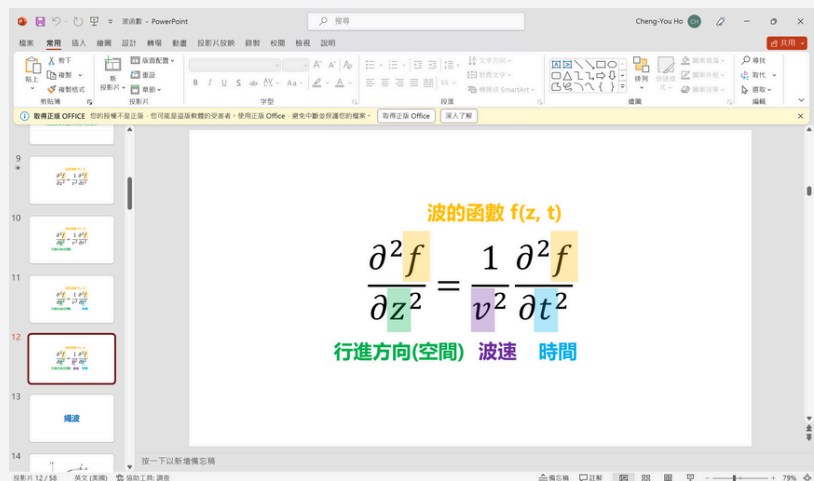 波函數 - PowerPoint
搜尋
Cheng-You Ho
CH
檔案 常用 插入 繪圖 設計 轉場 動畫 投影片放映 錄製 校閱 檢視 說明
共用
貼上
剪下
複製
複製格式
剪貼簿
新
投影片
版面配置
重設
章節
投影片
B I U S ab AV Aa A
字型
文字方向
對齊文字
轉換成 SmartArt
段落
排列
快速樣
式
圖案填滿
圖案外框
圖案效果
繪圖
尋找
取代
選取
編輯
取得正版 OFFICE 您的授權不是正版,您可能是盜版軟體的受害者。使用正版 Office,避免中斷並保護您的檔案。 取得正版 Office 深入了解
9
10
11
12
13
繩波
14
波的函數 f(z, t)
∂²f/∂z² = 1/v² ∂²f/∂t²
行進方向(空間) 波速 時間
按一下以新增備忘稿
投影片 12 / 58 英文 (美國) 協助工具: 調查 備忘稿 註解 79%